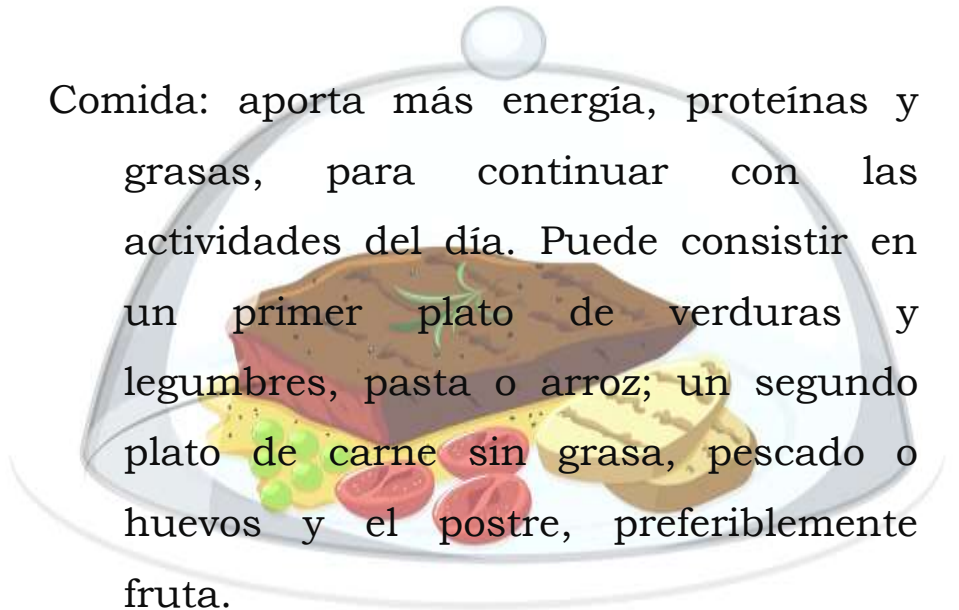 Comida: aporta más energía, proteínas y
grasas, para continuar con las
actividades del día. Puede consistir en
un primer plato de verduras y
legumbres, pasta o arroz; un segundo
plato de carne sin grasa, pescado o
huevos y el postre, preferiblemente
fruta.